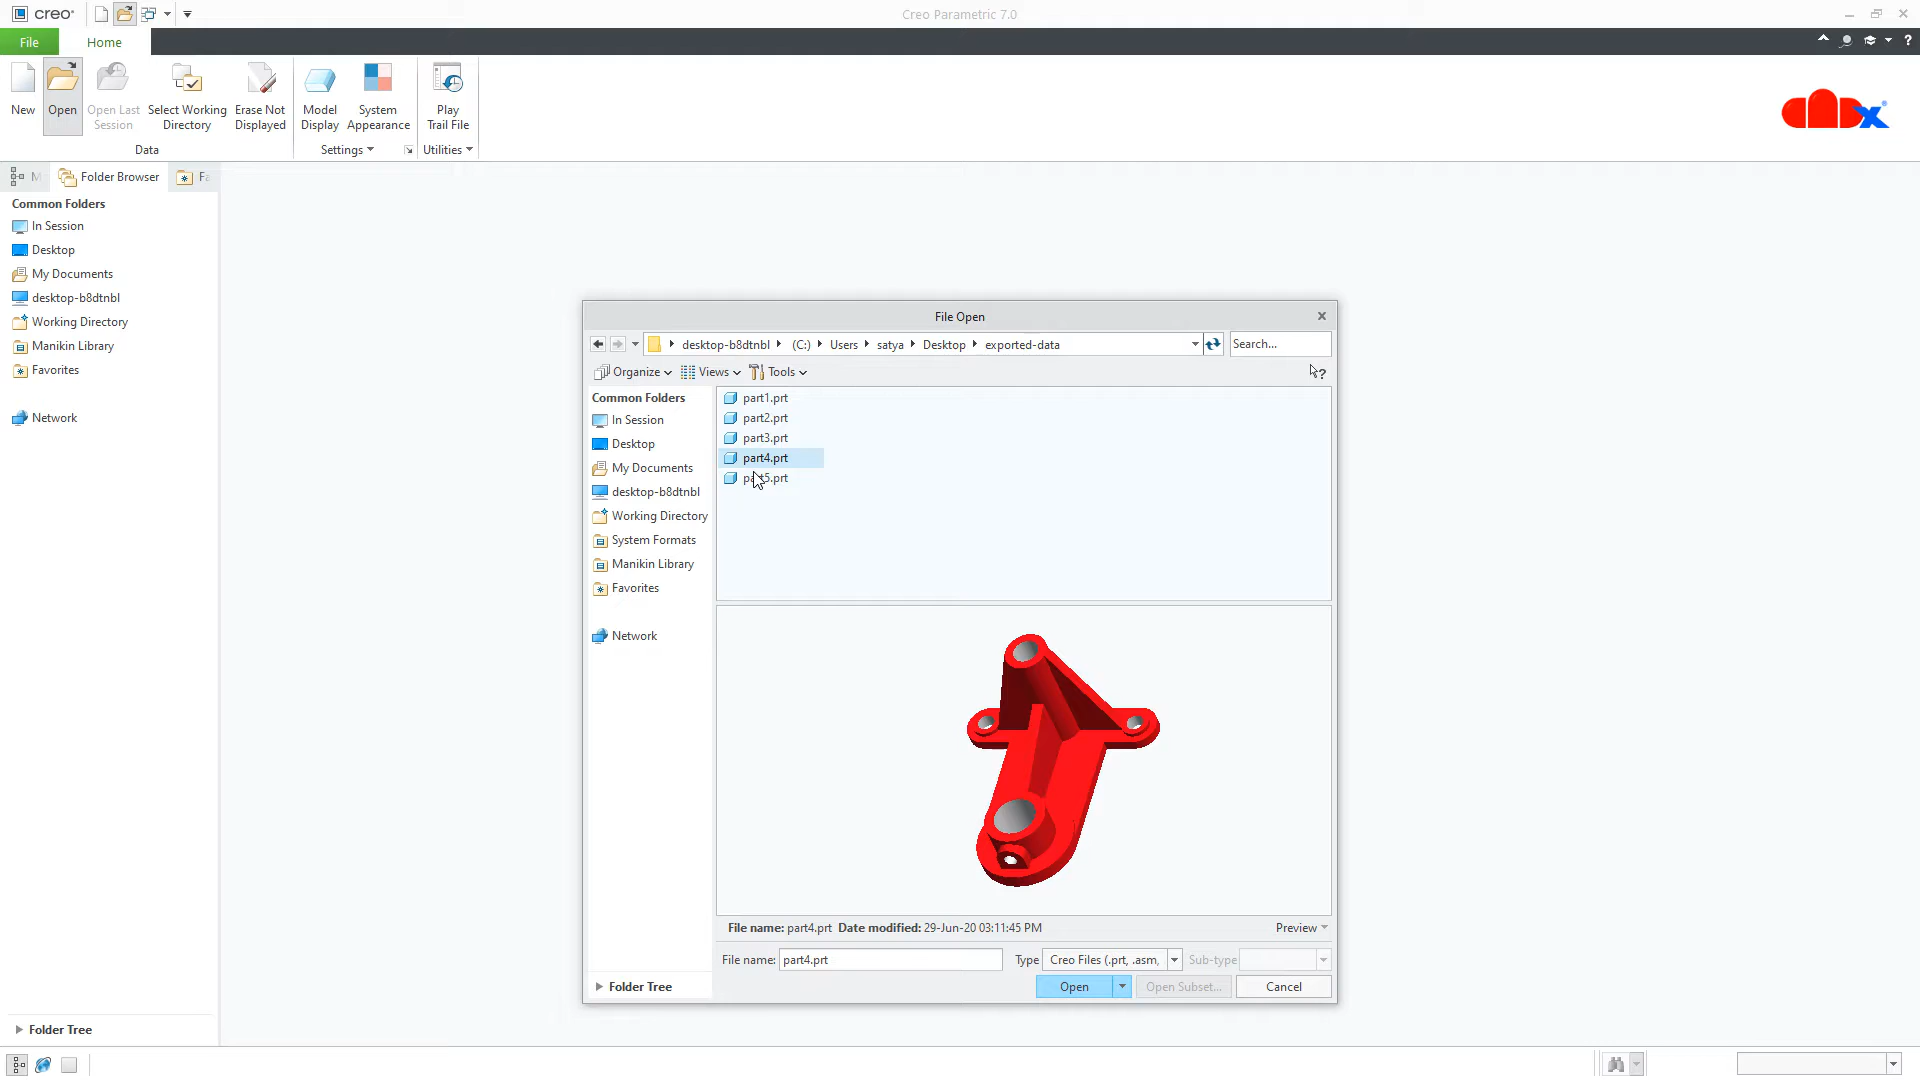 creo
Creo Parametric 7.0
File
Home
?
New
Open
Open Last
Session
Select Working
Directory
Erase Not
Displayed
Model
Display
System
Appearance
Play
Trail File
Data
Settings
Utilities
x
M
Folder Browser
Fa
Common Folders
In Session
Desktop
My Documents
desktop-b8dtnbl
Working Directory
Manikin Library
Favorites
Network
Folder Tree
File Open
desktop-b8dtnbl
(C:)
Users
satya
Desktop
exported-data
Search...
Organize
Views
Tools
?
Common Folders
In Session
Desktop
My Documents
desktop-b8dtnbl
Working Directory
System Formats
Manikin Library
Favorites
Network
Folder Tree
part1.prt
part2.prt
part3.prt
part4.prt
part5.prt
File name: part4.prt Date modified: 29-Jun-20 03:11:45 PM
Preview
File name: part4.prt
Type Creo Files (.prt, .asm,
Sub-type
Open
Open Subset...
Cancel